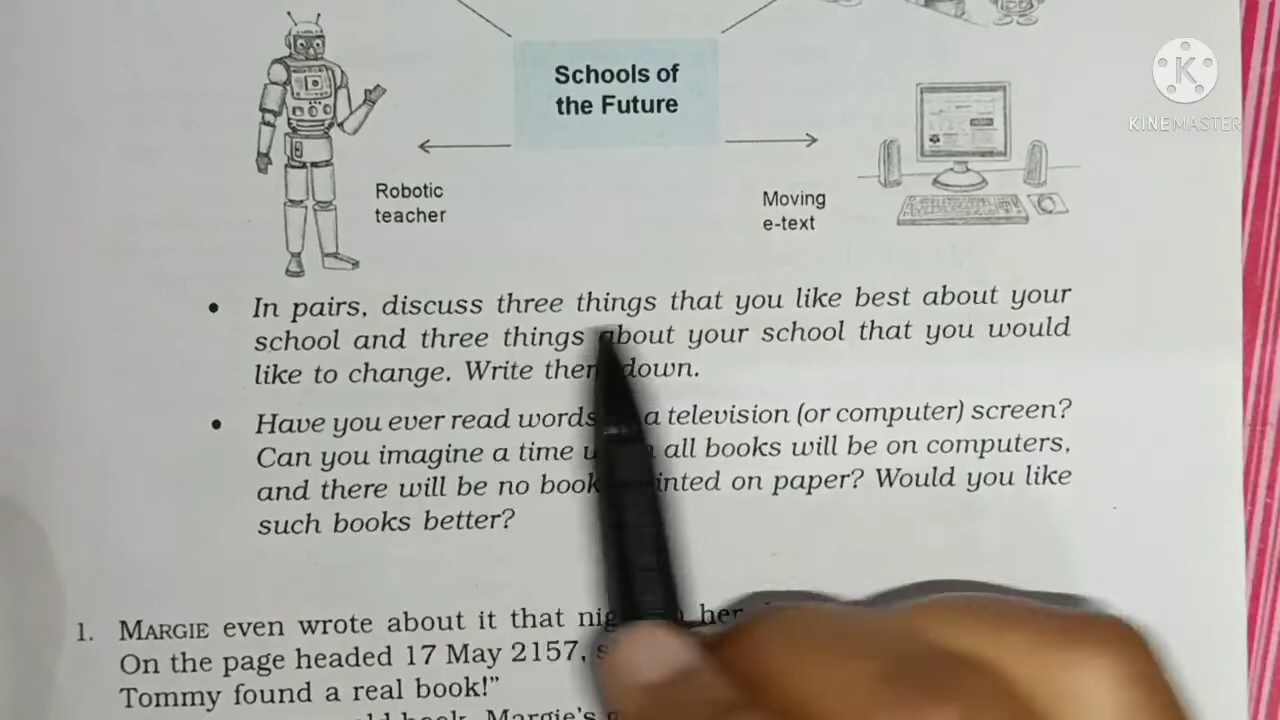 Schools of
the Future
KINEMASTER
Robotic
teacher
Moving
e-text
• In pairs, discuss three things that you like best about your
school and three things about your school that you would
like to change. Write them down.
• Have you ever read words a television (or computer) screen?
Can you imagine a time all books will be on computers,
and there will be no books printed on paper? Would you like
such books better?
1. MARGIE even wrote about it that night her
On the page headed 17 May 2157,
Tommy found a real book!”
old book. Margie's